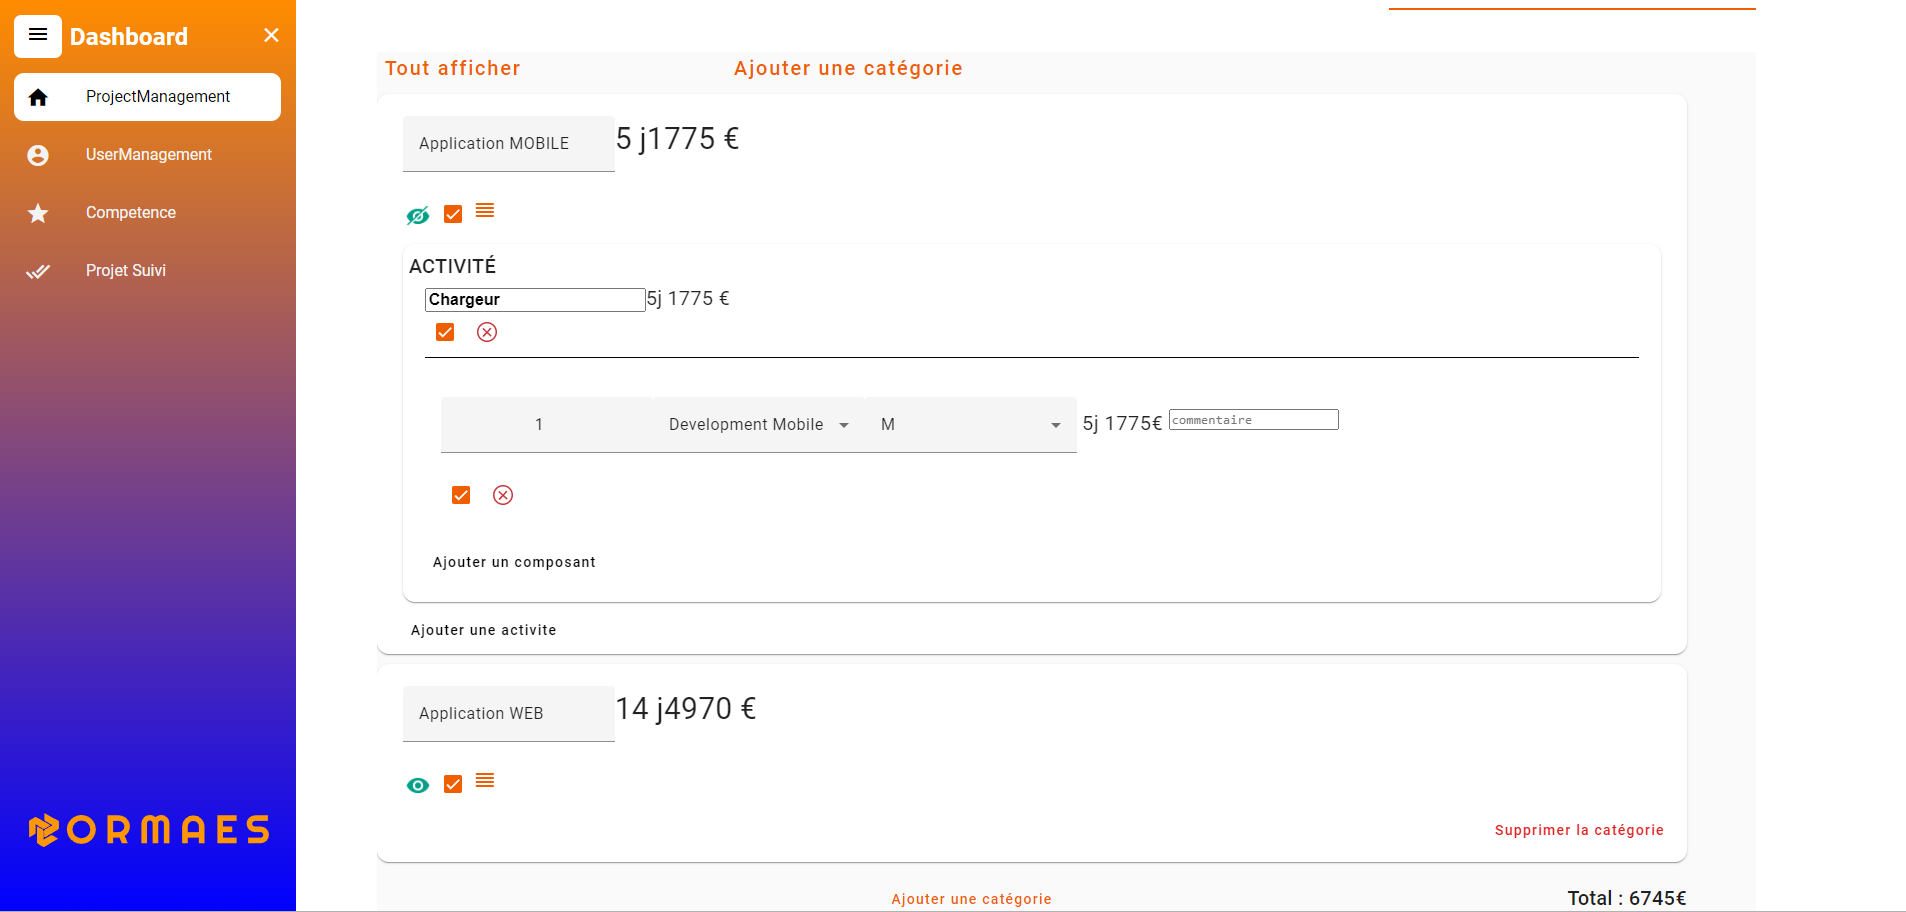 Dashboard
ProjectManagement
UserManagement
Competence
Projet Suivi
ORMAES
Tout afficher
Ajouter une catégorie
Application MOBILE
5 j1775 €
ACTIVITÉ
Chargeur
5j 1775 €
1
Development Mobile
M
5j 1775€
commentaire
Ajouter un composant
Ajouter une activite
Application WEB
14 j4970 €
Supprimer la catégorie
Ajouter une catégorie
Total : 6745€